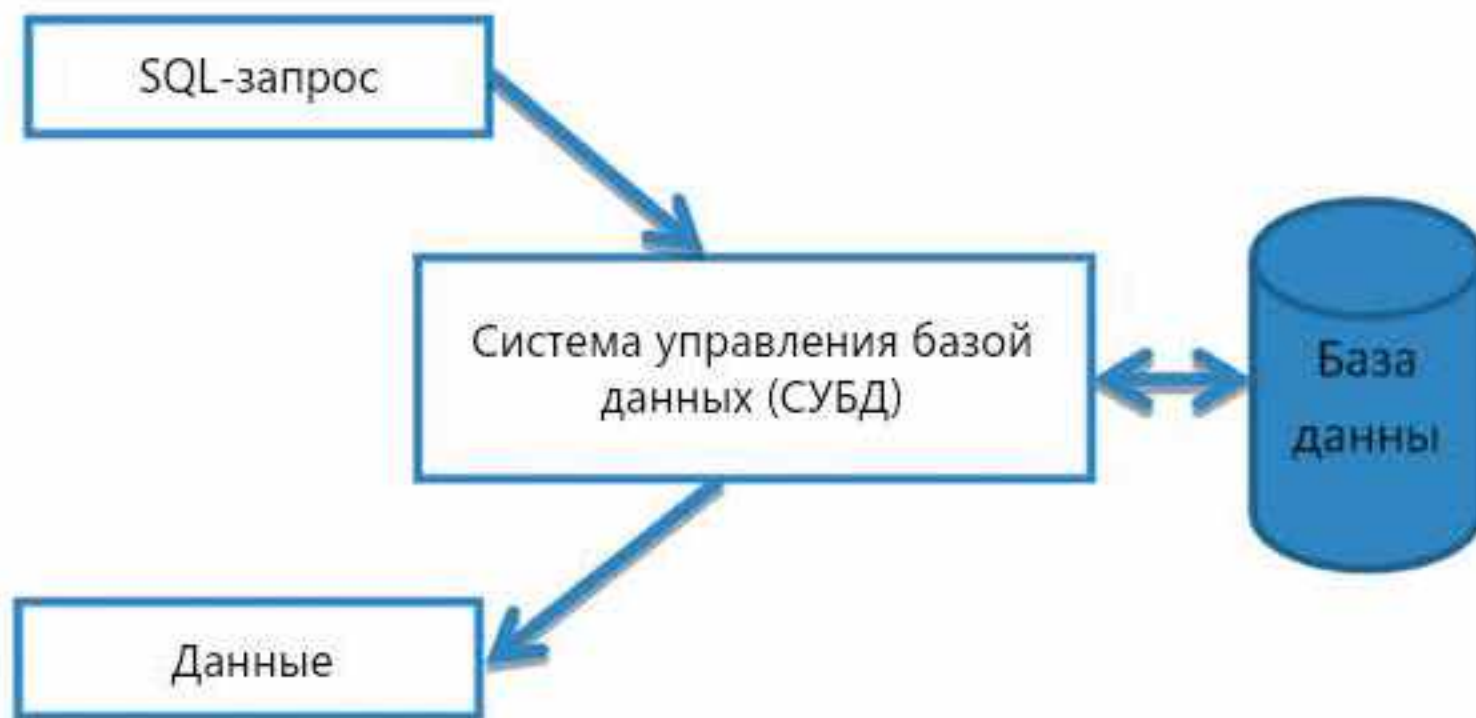 SQL-запрос
Система управления базой
данных (СУБД)
База
данны
Данные